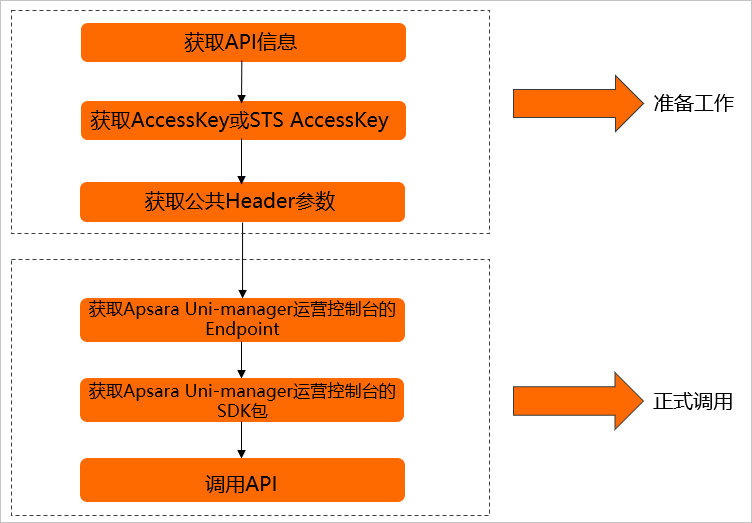 获取API信息
获取AccessKey或STS AccessKey
获取公共Header参数
准备工作
获取Apsara Uni-manager运营控制台的
Endpoint
获取Apsara Uni-manager运营控制台的
SDK包
调用API
正式调用